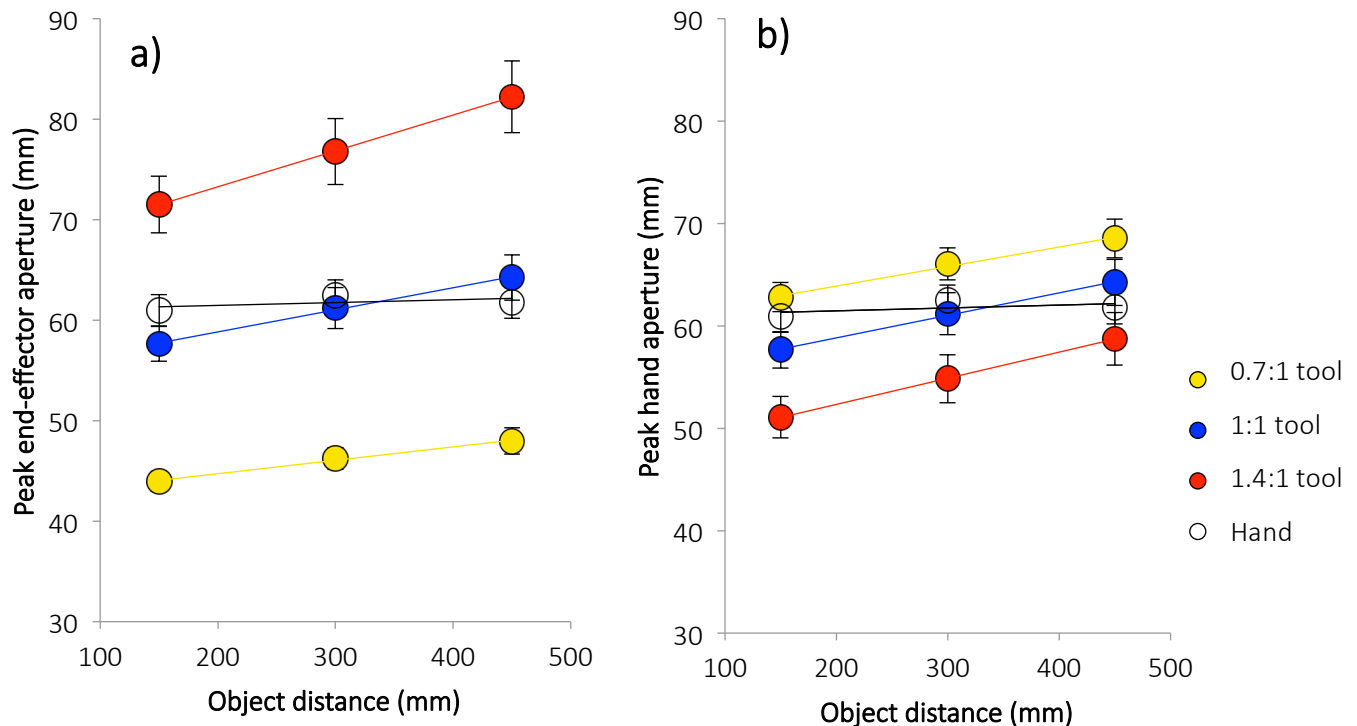 a)
Peak end-effector aperture (mm)
90
80
70
60
50
40
30
100 200 300 400 500
Object distance (mm)
b)
Peak hand aperture (mm)
90
80
70
60
50
40
30
100 200 300 400 500
Object distance (mm)
0.7:1 tool
1:1 tool
1.4:1 tool
Hand